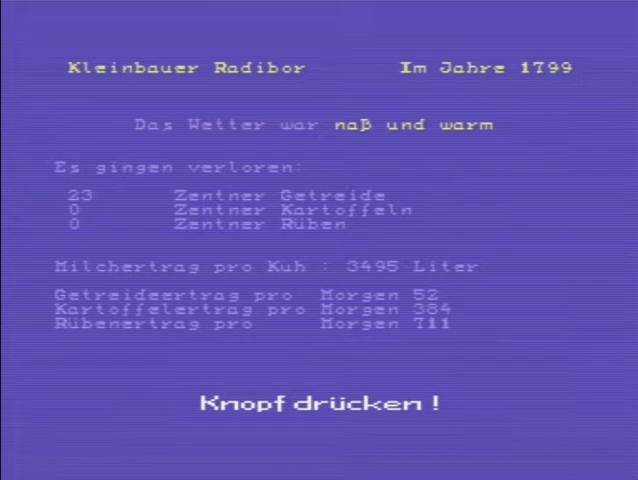 Kleinbauer Radibor Im Jahre 1799
Das Wetter war naß und warm
Es gingen verloren:
23 Zentner Getreide
0 Zentner Kartoffeln
0 Zentner Rüben
Milchertrag pro Kuh : 3495 Liter
Getreideertrag pro Morgen 52
Kartoffelertrag pro Morgen 384
Rübenertrag pro Morgen 711
Knopf drücken !